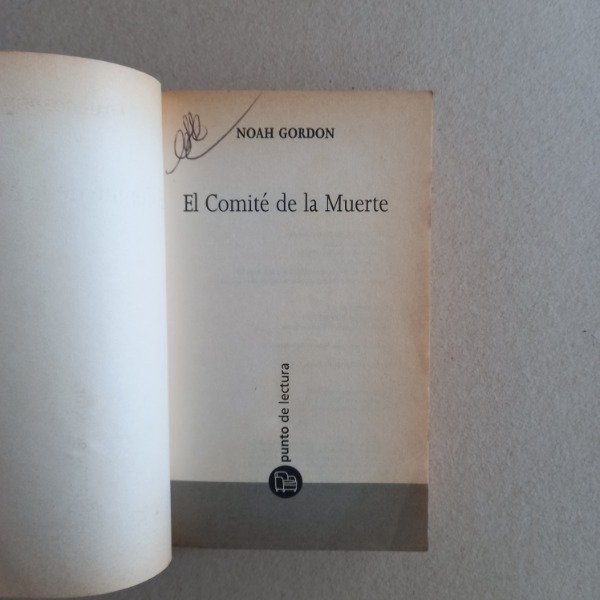 NOAH GORDON
El Comité de la Muerte
punto de lectura